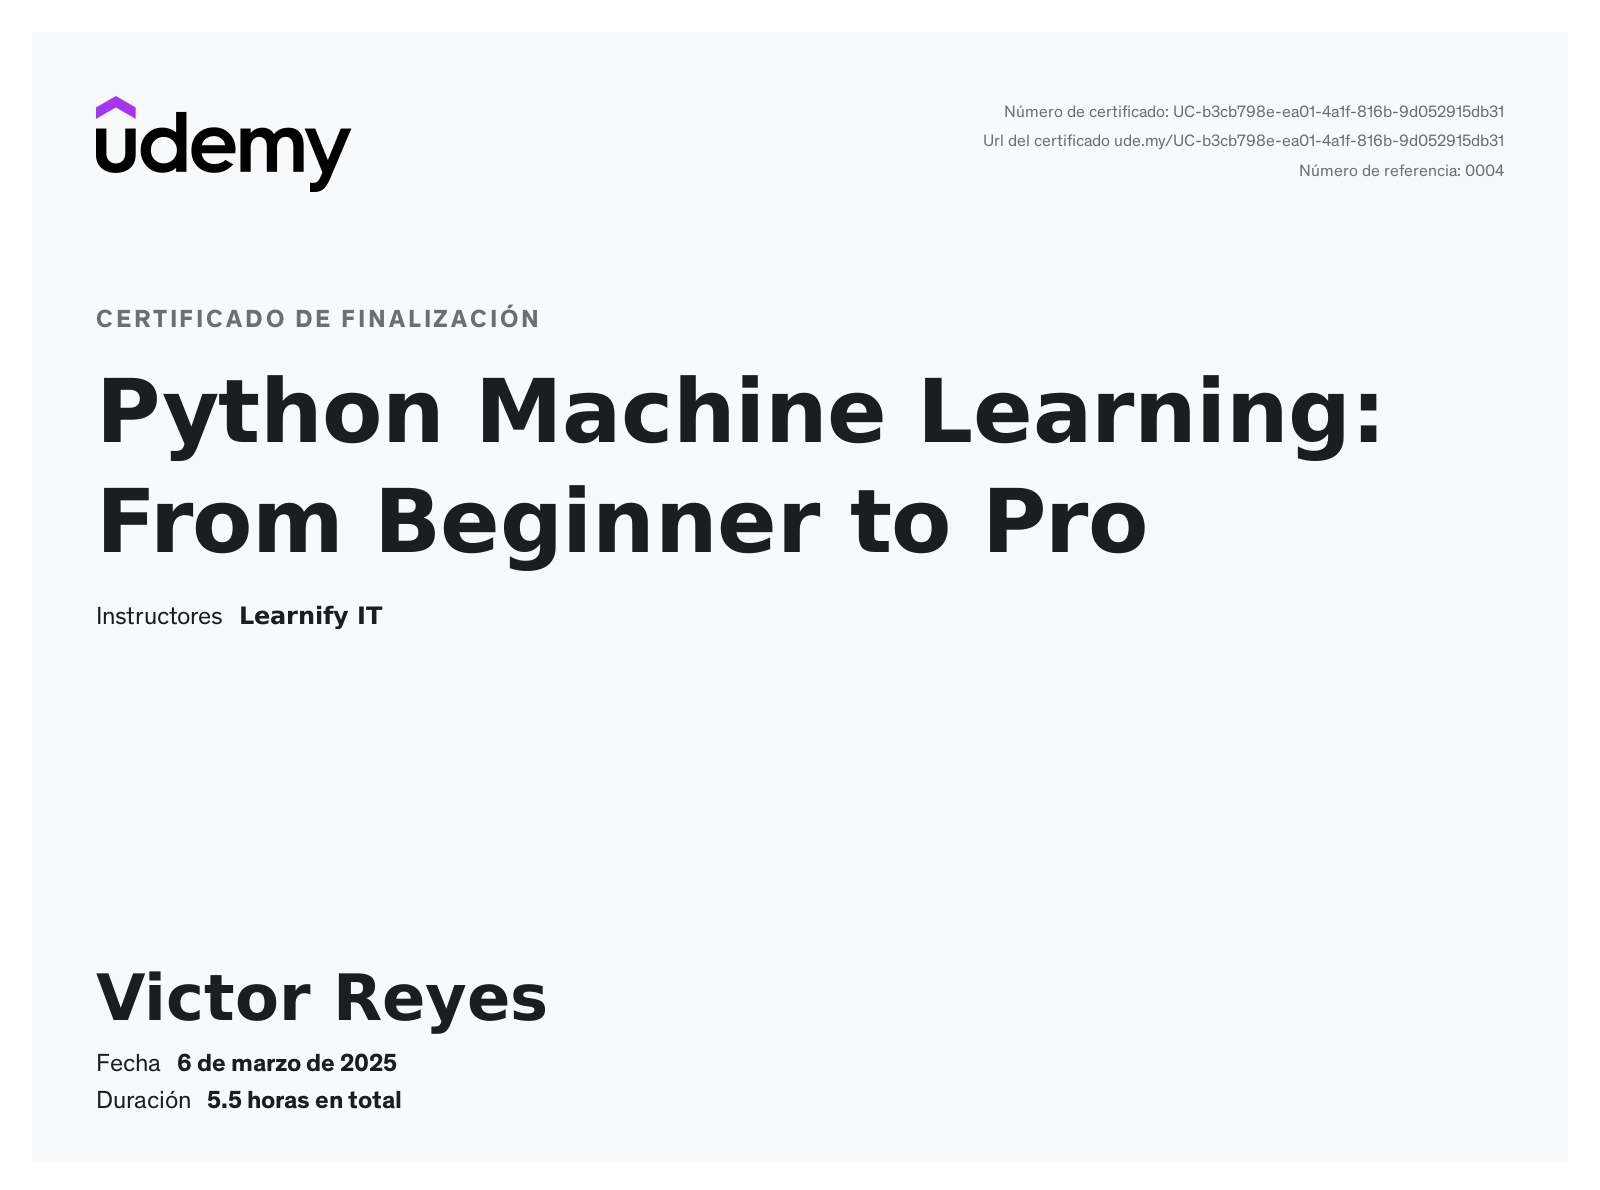 udemy
Número de certificado: UC-b3cb798e-ea01-4a1f-816b-9d052915db31
Url del certificado ude.my/UC-b3cb798e-ea01-4a1f-816b-9d052915db31
Número de referencia: 0004
CERTIFICADO DE FINALIZACIÓN
Python Machine Learning:
From Beginner to Pro
Instructores Learnify IT
Victor Reyes
Fecha 6 de marzo de 2025
Duración 5.5 horas en total